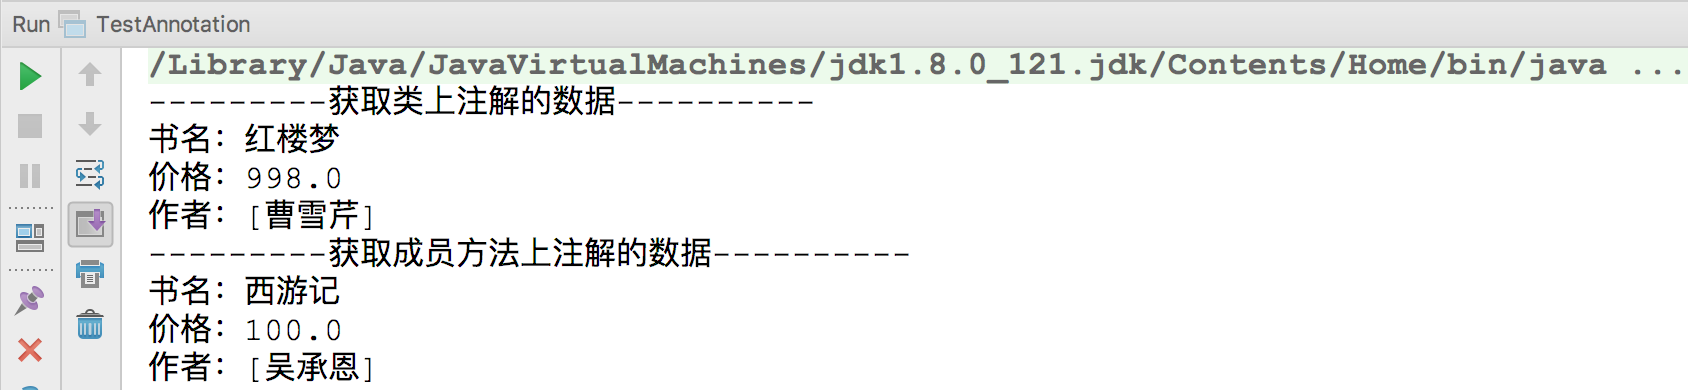 Run TestAnnotation
/Library/Java/JavaVirtualMachines/jdk1.8.0_121.jdk/Contents/Home/bin/java ...
---------获取类上注解的数据----------
书名：红楼梦
价格：998.0
作者：[曹雪芹]
---------获取成员方法上注解的数据----------
书名：西游记
价格：100.0
作者：[吴承恩]